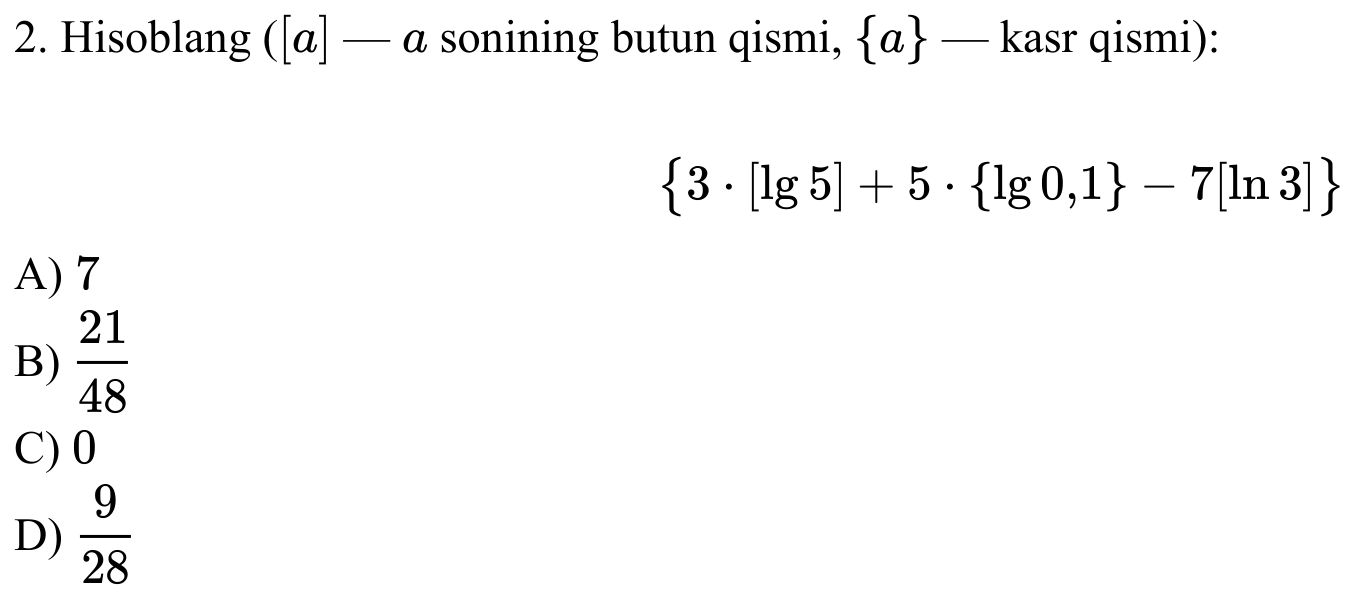 2. Hisoblang ([a] — a sonining butun qismi, {a} — kasr qismi):
{3 · [lg 5] + 5 · {lg 0,1} − 7[ln 3]}
A) 7
B) 21/48
C) 0
D) 9/28